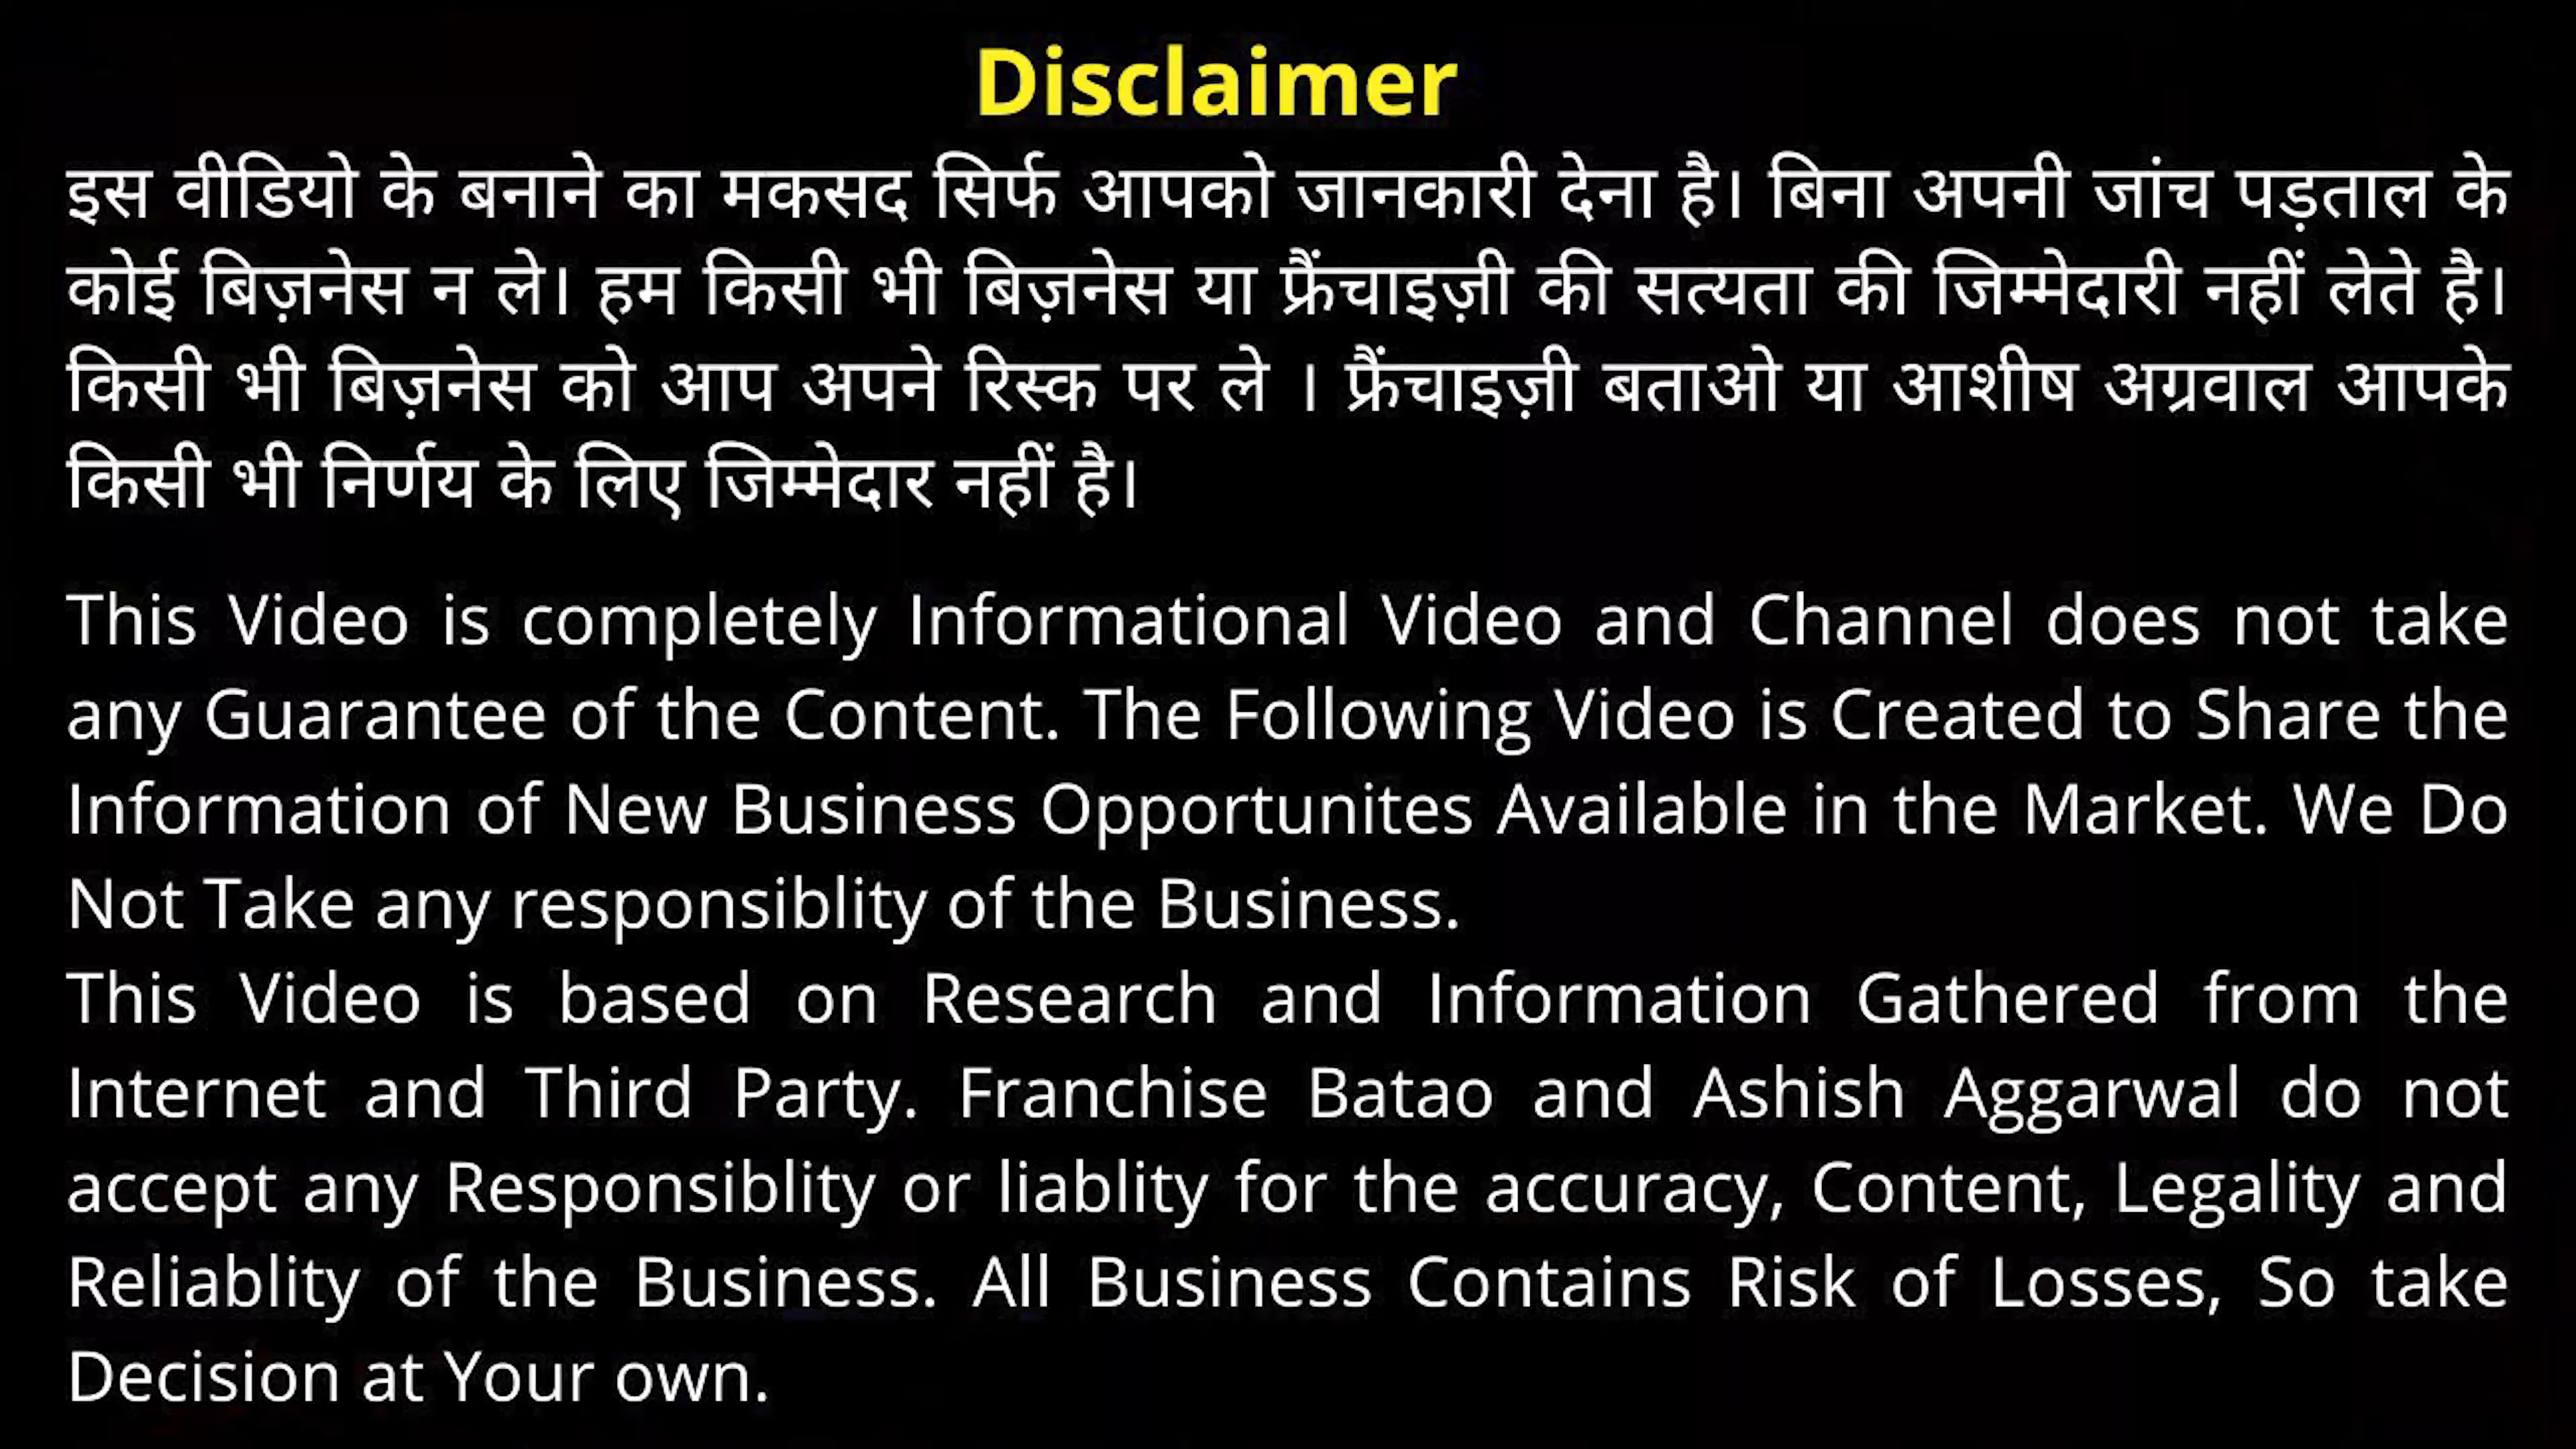 Disclaimer
इस वीडियो के बनाने का मकसद सिर्फ आपको जानकारी देना है। बिना अपनी जांच पड़ताल के
कोई बिज़नेस न ले। हम किसी भी बिज़नेस या फ्रैंचाइज़ी की सत्यता की जिम्मेदारी नहीं लेते है।
किसी भी बिज़नेस को आप अपने रिस्क पर ले । फ्रैंचाइज़ी बताओ या आशीष अग्रवाल आपके
किसी भी निर्णय के लिए जिम्मेदार नहीं है।
This Video is completely Informational Video and Channel does not take
any Guarantee of the Content. The Following Video is Created to Share the
Information of New Business Opportunites Available in the Market. We Do
Not Take any responsiblity of the Business.
This Video is based on Research and Information Gathered from the
Internet and Third Party. Franchise Batao and Ashish Aggarwal do not
accept any Responsiblity or liablity for the accuracy, Content, Legality and
Reliablity of the Business. All Business Contains Risk of Losses, So take
Decision at Your own.